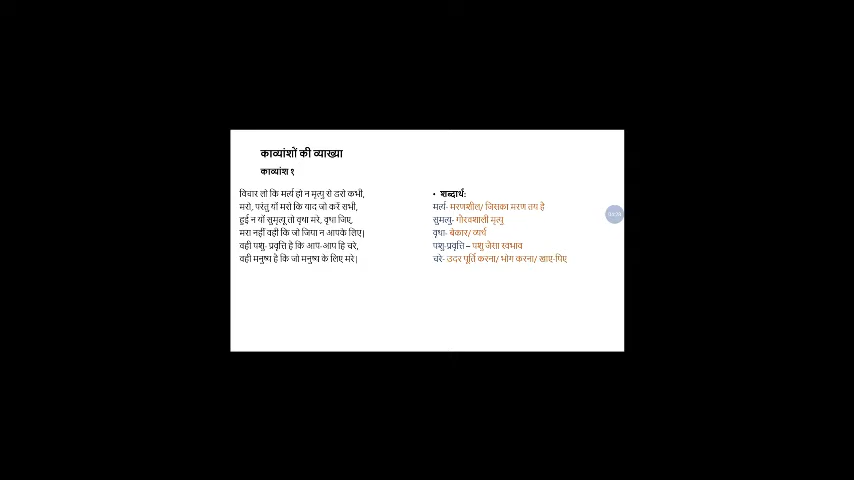 काव्यांशों की व्याख्या
काव्यांश १
विचार लो कि मर्त्य हो न मृत्यु से डरो कभी,
मरो, परंतु यों मरो कि याद जो करें सभी,
हुई न यों सुमृत्यू तो वृथा मरे, वृथा जिए,
मरा नहीं वही कि जो जिया न आपके लिए|
वही पशु- प्रवृत्ति है कि आप-आप हि चरे,
वही मनुष्य है कि जो मनुष्य के लिए मरे|
• शब्दार्थ:
मर्त्य- मरणशील/ जिसका मरण तय है
सुमत्यु- गौरवशाली मृत्यु
वृथा- बेकार/ व्यर्थ
पशु-प्रवृत्ति – पशु जैसा स्वभाव
चरे- उदर पूर्ति करना/ भोग करना/ खाए-पिए